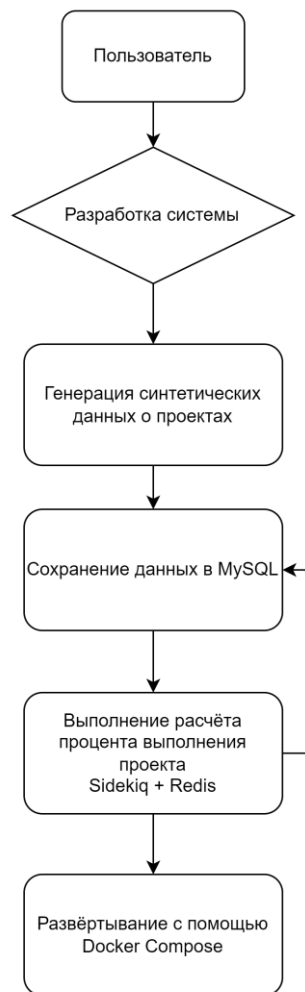 Пользователь
Разработка системы
Генерация синтетических
данных о проектах
Сохранение данных в MySQL
Выполнение расчёта
процента выполнения
проекта
Sidekiq + Redis
Развёртывание с помощью
Docker Compose